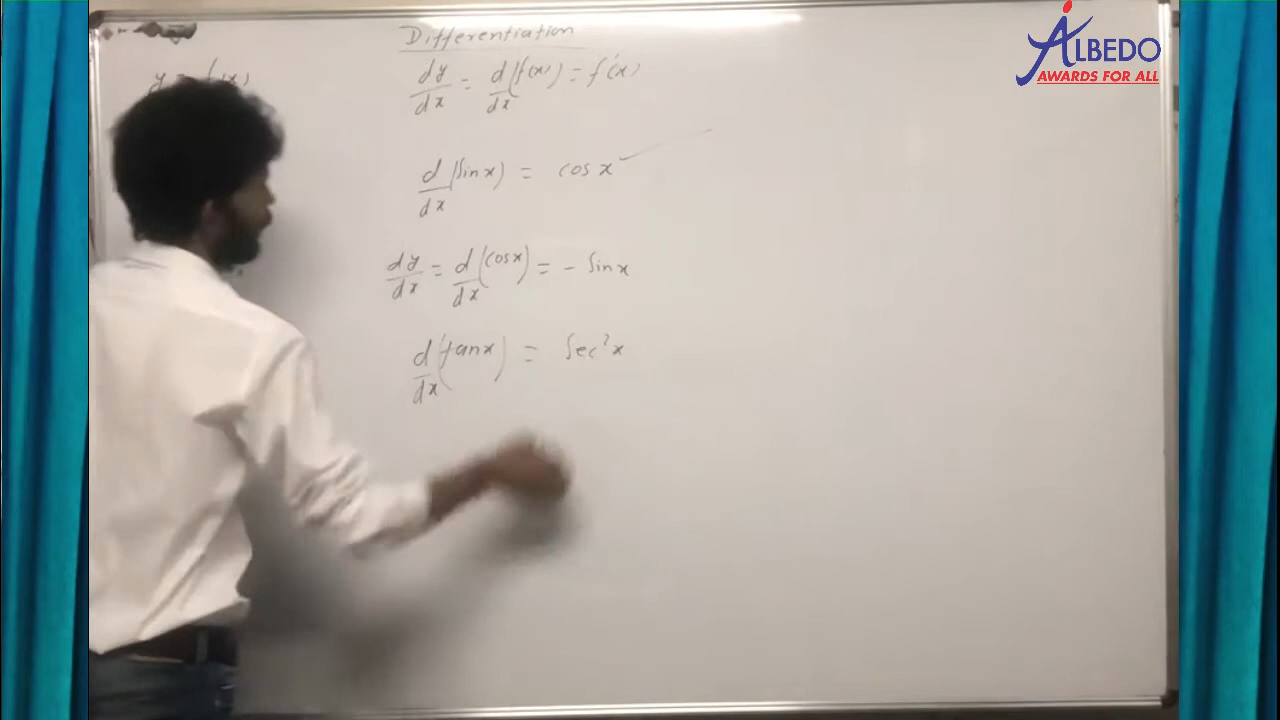 Differentiation
y = f(x)
dy/dx = d/dx (f(x)) = f'(x)
d/dx (sin x) = cos x
dy/dx = d/dx (cos x) = - sin x
d/dx (tan x) = sec²x
ALBEDO
AWARDS FOR ALL